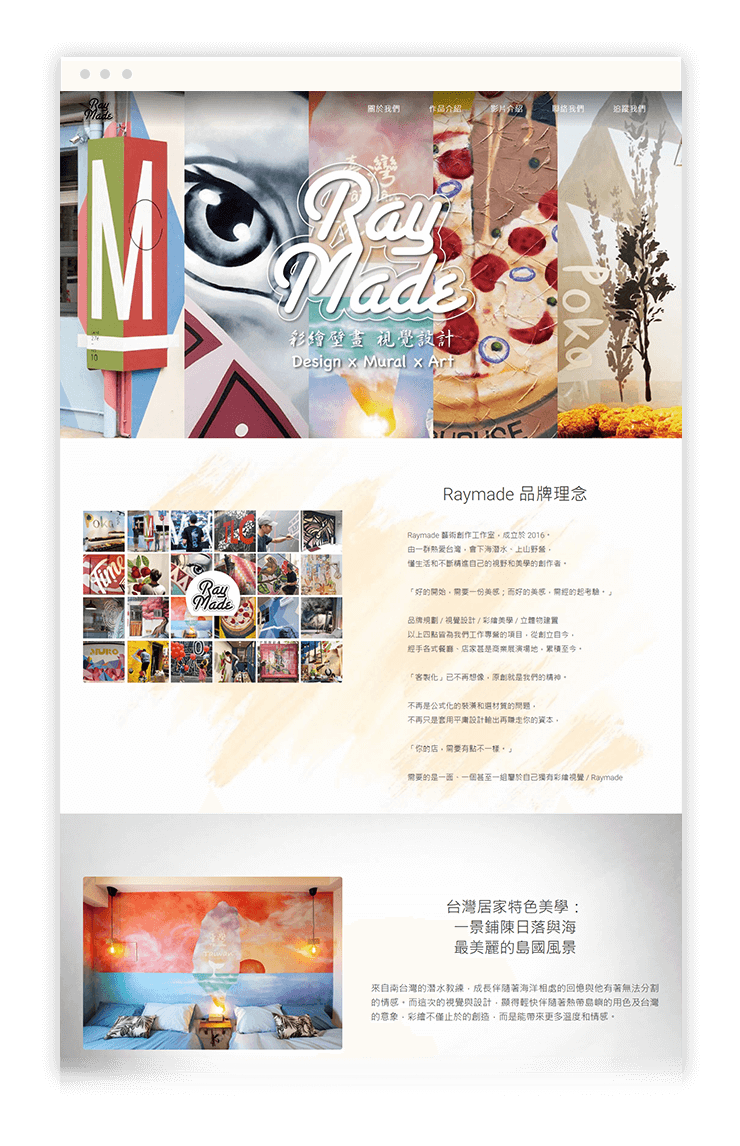 Ray
Made
關於我們 作品介紹 影片介紹 聯絡我們 追蹤我們
M
臺灣
Ray
Made
彩繪壁畫 視覺設計
Design x Mural x Art
Poka
Raymade 品牌理念
Raymade 藝術創作工作室，成立於 2016。
由一群熱愛台灣，會下海潛水、上山野營，
懂生活和不斷精進自己的視野和美學的創作者。
「好的開始，需要一份美感；而好的美感，需經的起考驗。」
品牌規劃 / 視覺設計 / 彩繪美學 / 立體物建置
以上四點皆為我們工作專營的項目，從創立自今，
經手各式餐廳、店家甚是商業展演場地，累積至今。
「客製化」已不再想像，原創就是我們的精神。
不再是公式化的裝潢和選材質的問題，
不再只是套用平庸設計輸出再賺走你的資本，
「你的店，需要有點不一樣。」
需要的是一面、一個甚至一組屬於自己獨有彩繪視覺 / Raymade
Poka
TLC
Time
Ray
Made
MURO
台灣居家特色美學：
一景鋪陳日落與海
最美麗的島國風景
來自南台灣的潛水教練，成長伴隨著海洋相處的回憶與他有著無法分割
的情感。而這次的視覺與設計，顯得輕快伴隨著熱帶島嶼的用色及台灣
的意象，彩繪不僅止於的創造，而是能帶來更多溫度和情感。